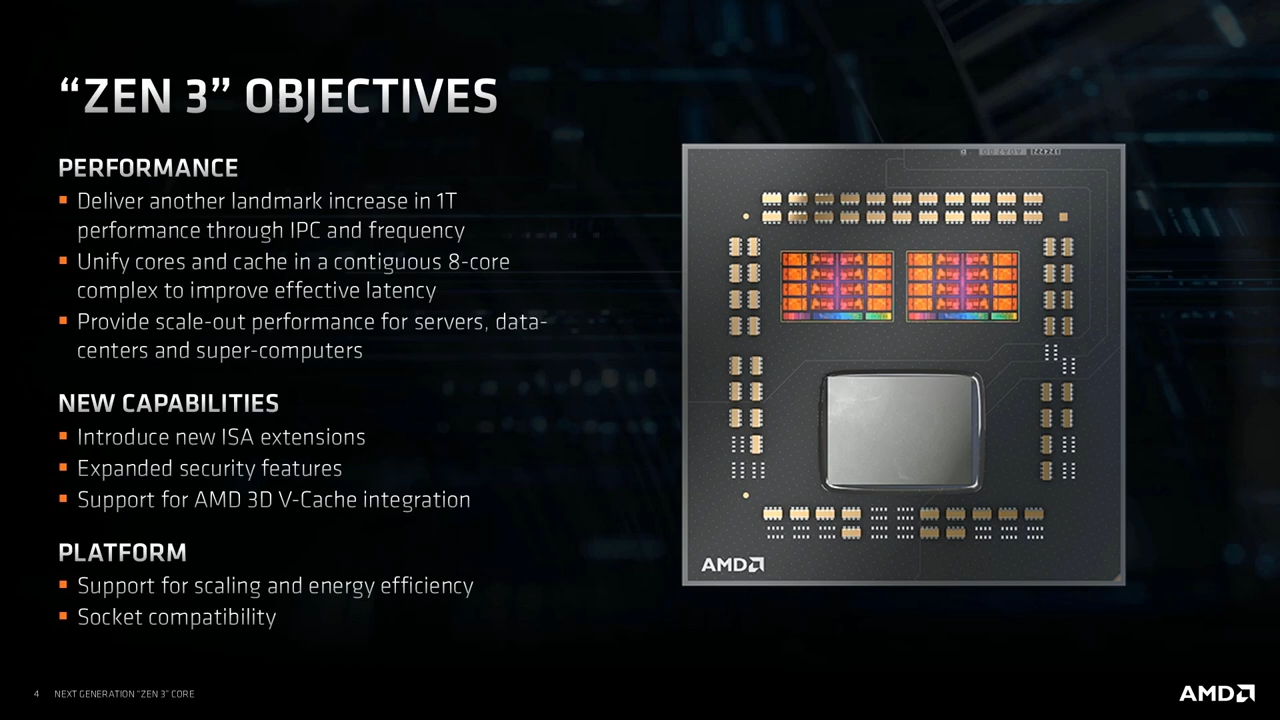 “ZEN 3” OBJECTIVES
PERFORMANCE
▪ Deliver another landmark increase in 1T
performance through IPC and frequency
▪ Unify cores and cache in a contiguous 8-core
complex to improve effective latency
▪ Provide scale-out performance for servers, data-
centers and super-computers
NEW CAPABILITIES
▪ Introduce new ISA extensions
▪ Expanded security features
▪ Support for AMD 3D V-Cache integration
PLATFORM
▪ Support for scaling and energy efficiency
▪ Socket compatibility
AMD
4 NEXT GENERATION “ZEN 3” CORE
AMD